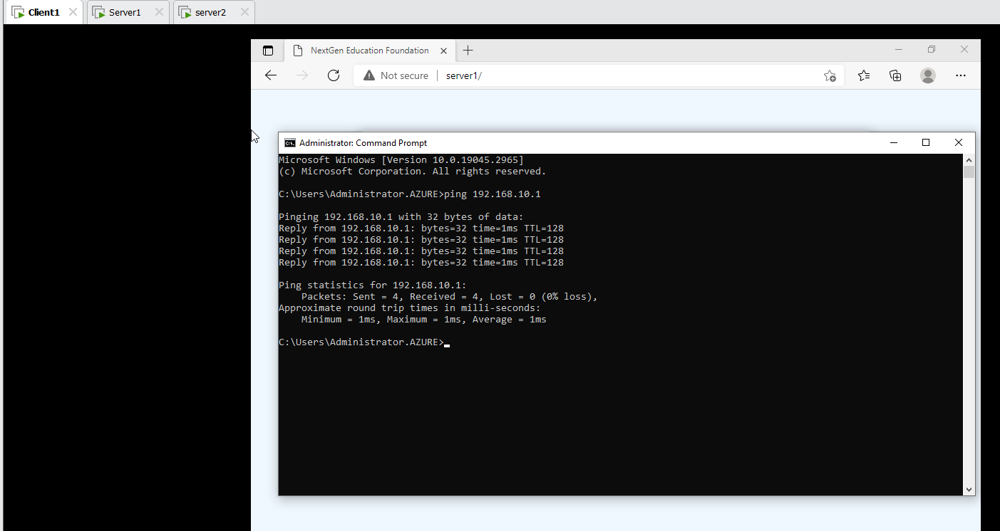 Client1
Server1
server2
NextGen Education Foundation
Not secure
server1/
Administrator: Command Prompt
Microsoft Windows [Version 10.0.19045.2965]
(c) Microsoft Corporation. All rights reserved.
C:\Users\Administrator.AZURE>ping 192.168.10.1
Pinging 192.168.10.1 with 32 bytes of data:
Reply from 192.168.10.1: bytes=32 time=1ms TTL=128
Reply from 192.168.10.1: bytes=32 time=1ms TTL=128
Reply from 192.168.10.1: bytes=32 time=1ms TTL=128
Reply from 192.168.10.1: bytes=32 time=1ms TTL=128
Ping statistics for 192.168.10.1:
Packets: Sent = 4, Received = 4, Lost = 0 (0% loss),
Approximate round trip times in milli-seconds:
Minimum = 1ms, Maximum = 1ms, Average = 1ms
C:\Users\Administrator.AZURE>